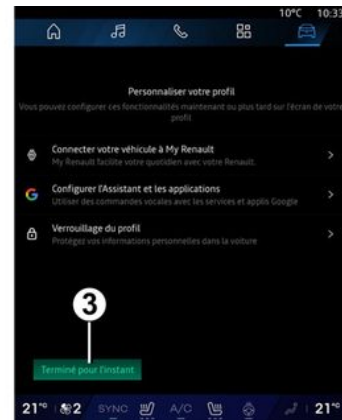 10°C 10:33
Personnaliser votre profil
Vous pouvez configurer ces fonctionnalités maintenant ou plus tard sur l'écran de votre
profil
Connecter votre véhicule à My Renault
My Renault facilite votre quotidien avec votre Renault.
Configurer l'Assistant et les applications
Utiliser des commandes vocales avec les services et applis Google
Verrouillage du profil
Protégez vos informations personnelles dans la voiture
3
Terminé pour l'instant
21°° 2 SYNC A/C 21°°